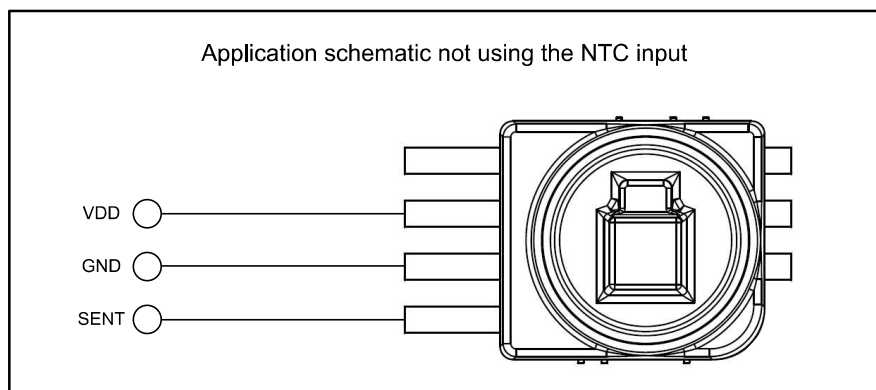 Application schematic not using the NTC input
VDD
GND
SENT